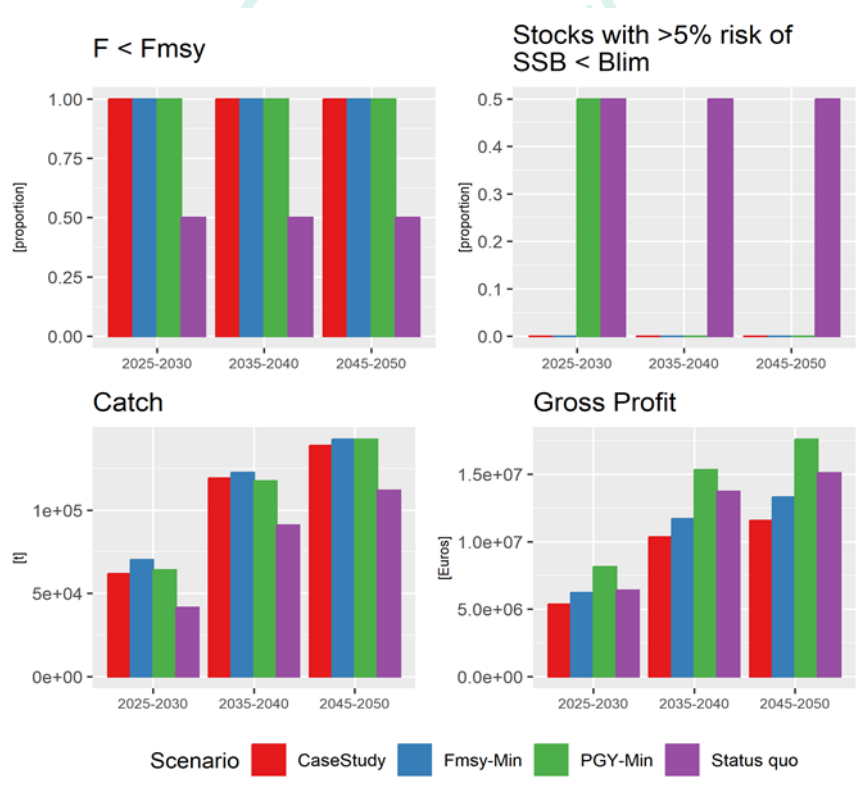 F < Fmsy
[proportion]
1.00
0.75
0.50
0.25
0.00
2025-2030 2035-2040 2045-2050
Stocks with >5% risk of
SSB < Blim
[proportion]
0.5
0.4
0.3
0.2
0.1
0.0
2025-2030 2035-2040 2045-2050
Catch
[t]
1e+05
5e+04
0e+00
2025-2030 2035-2040 2045-2050
Gross Profit
[Euros]
1.5e+07
1.0e+07
5.0e+06
0.0e+00
2025-2030 2035-2040 2045-2050
Scenario CaseStudy Fmsy-Min PGY-Min Status quo